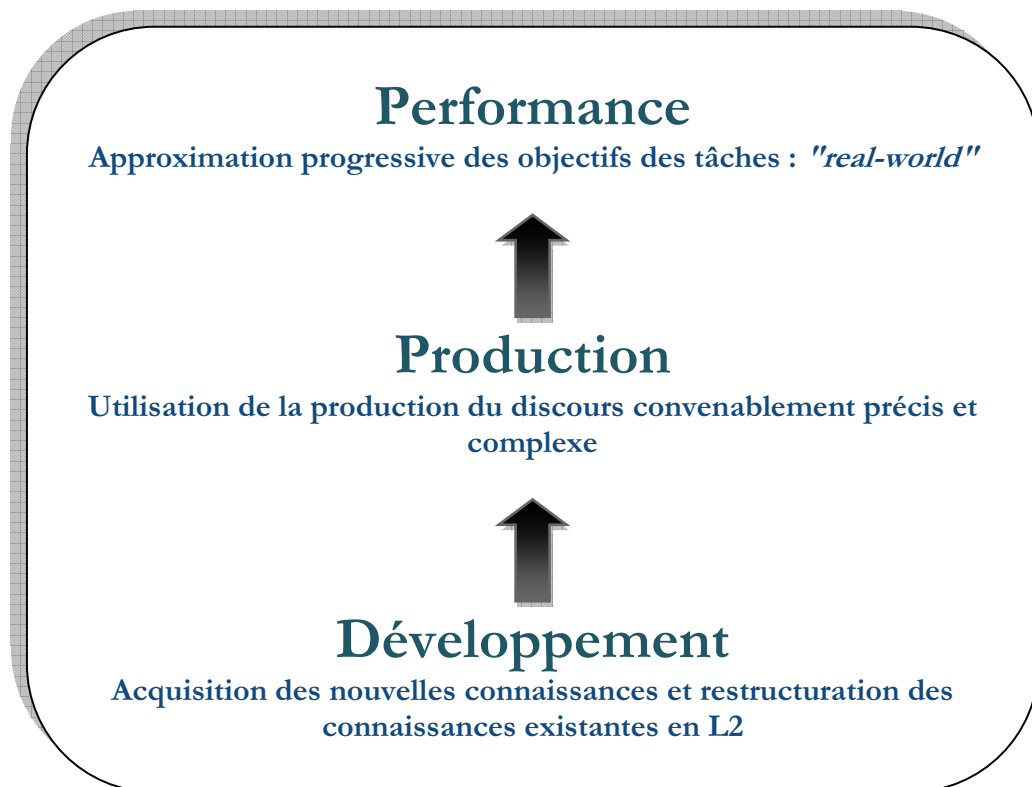 Performance
Approximation progressive des objectifs des tâches : "real-world"
Production
Utilisation de la production du discours convenablement précis et
complexe
Développement
Acquisition des nouvelles connaissances et restructuration des
connaissances existantes en L2